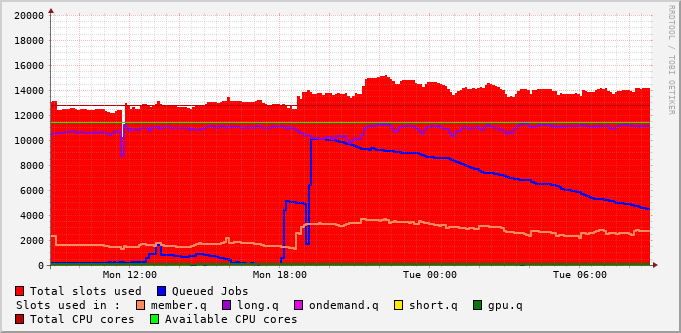 20000
18000
16000
14000
12000
10000
8000
6000
4000
2000
0
Mon 12:00 Mon 18:00 Tue 00:00 Tue 06:00
RRDTOOL / TOBI OETIKER
Total slots used Queued Jobs
Slots used in : member.q long.q ondemand.q short.q gpu.q
Total CPU cores Available CPU cores